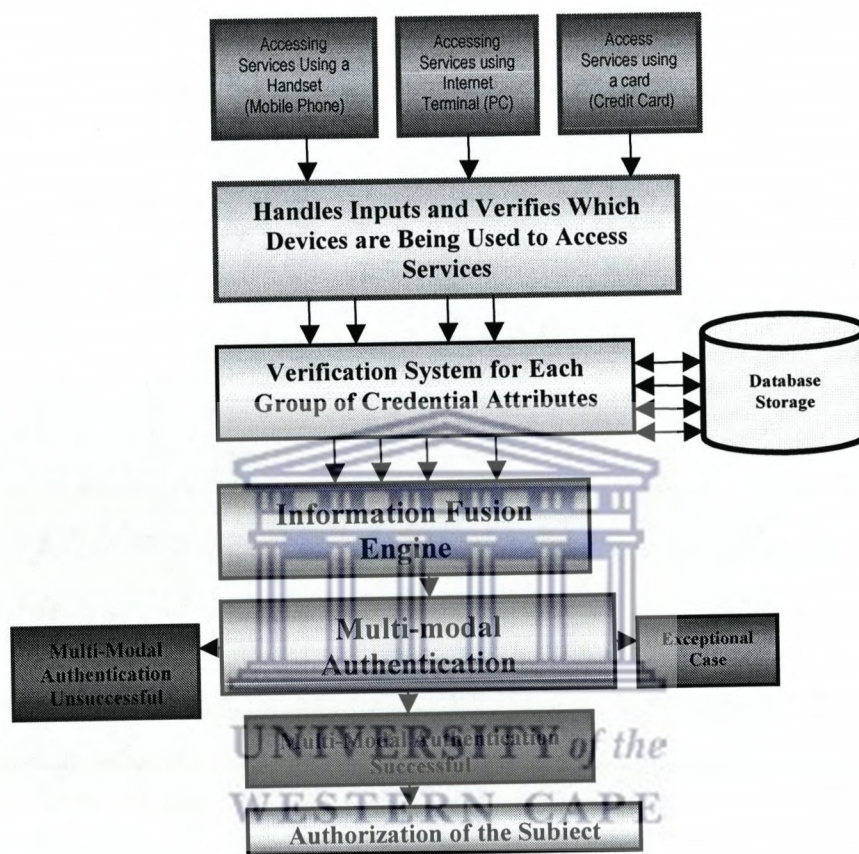 Accessing
Services Using a
Handset
(Mobile Phone)
Accessing
Services using
Internet
Terminal (PC)
Access
Services using
a card
(Credit Card)
Handles Inputs and Verifies Which
Devices are Being Used to Access
Services
Verification System for Each
Group of Credential Attributes
Database
Storage
Information Fusion
Engine
Multi-modal
Authentication
Multi-Modal
Authentication
Unsuccessful
Exceptional
Case
Multi-Modal Authentication
Successful
UNIVERSITY of the
WESTERN CAPE
Authorization of the Subject